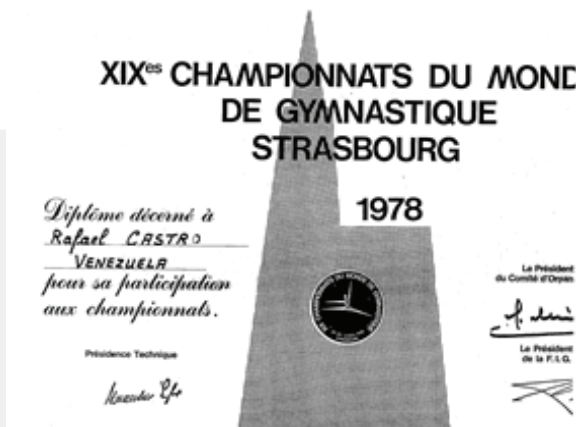 XIXes CHAMPIONNATS DU MOND
DE GYMNASTIQUE
STRASBOURG
1978
Diplôme décerné à
Rafael CASTRO
VENEZUELA
pour sa participation
aux championnats.
Présidence Technique
Le Président
du Comité d'Organ
Le Président
de la F.I.G.